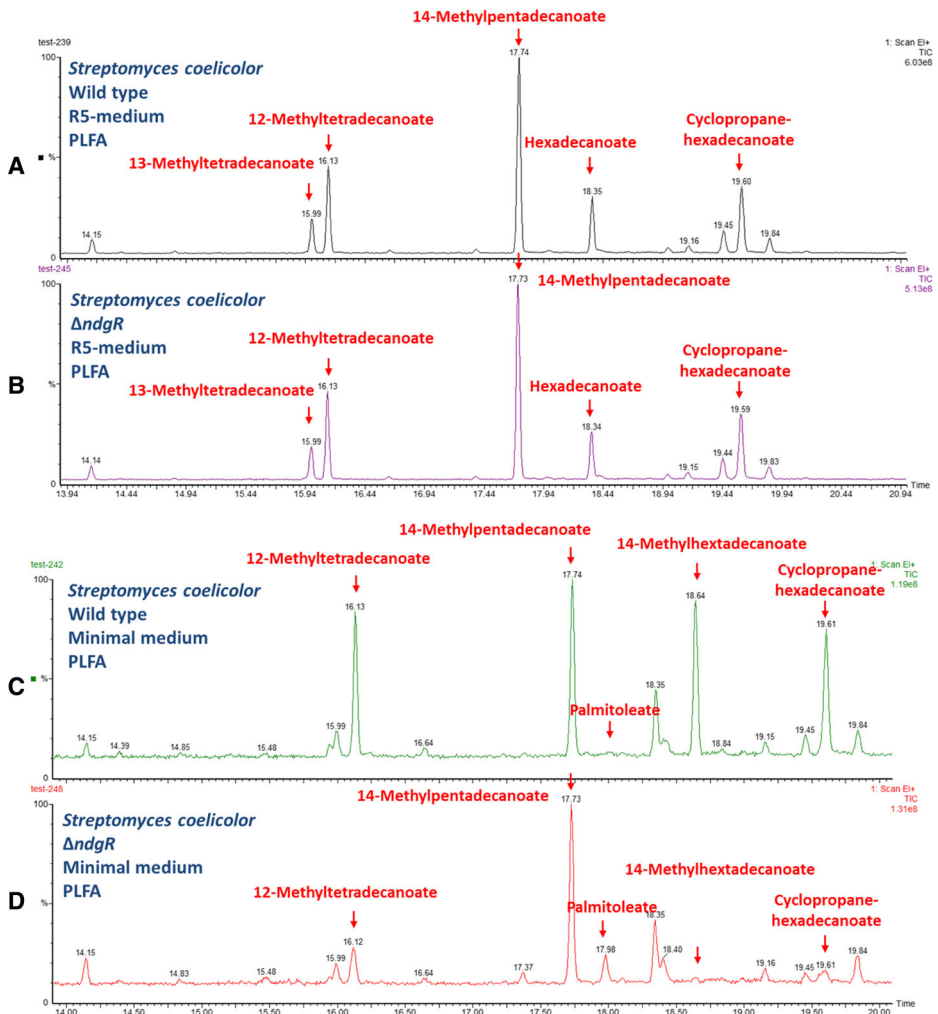 14-Methylpentadecanoate
test-239
1: Scan EI+
TIC
6.03e8
100
17.74
Streptomyces coelicolor
Wild type
R5-medium
PLFA
12-Methyltetradecanoate
Cyclopropane-
hexadecanoate
13-Methyltetradecanoate
Hexadecanoate
A
%
16.13
15.99
18.35
19.60
14.15
19.16
19.45
19.84
0
test-245
1: Scan EI+
TIC
5.13e8
100
17.73
14-Methylpentadecanoate
Streptomyces coelicolor
ΔndgR
R5-medium
PLFA
12-Methyltetradecanoate
Cyclopropane-
hexadecanoate
13-Methyltetradecanoate
Hexadecanoate
B
%
16.13
15.99
18.34
19.59
14.14
19.15
19.44
19.83
0
13.94 14.44 14.94 15.44 15.94 16.44 16.94 17.44 17.94 18.44 18.94 19.44 19.94 20.44 20.94
Time
14-Methylpentadecanoate
12-Methyltetradecanoate
14-Methylhextadecanoate
test-242
1: Scan EI+
TIC
1.19e8
Cyclopropane-
hexadecanoate
100
17.74
Streptomyces coelicolor
Wild type
Minimal medium
PLFA
16.13
18.64
19.61
C
%
Palmitoleate
18.35
14.15
14.39
14.85
15.48
15.99
16.64
18.84
19.15
19.45
19.84
0
test-248
1: Scan EI+
TIC
1.31e8
14-Methylpentadecanoate
100
17.73
Streptomyces coelicolor
ΔndgR
Minimal medium
PLFA
14-Methylhextadecanoate
12-Methyltetradecanoate
Cyclopropane-
hexadecanoate
D
%
Palmitoleate
18.35
14.15
14.83
15.48
15.99
16.12
16.64
17.37
17.98
18.40
19.16
19.45
19.61
19.84
0
14.00 14.50 15.00 15.50 16.00 16.50 17.00 17.50 18.00 18.50 19.00 19.50 20.00
Time